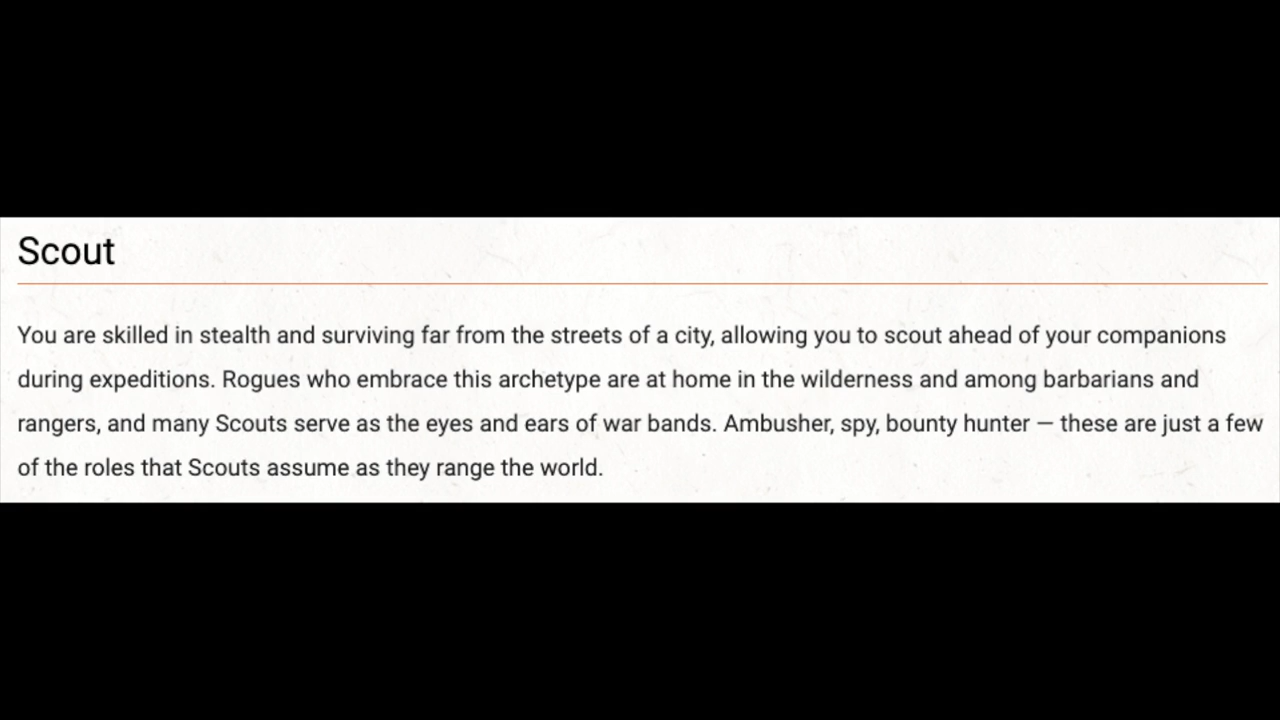 Scout
You are skilled in stealth and surviving far from the streets of a city, allowing you to scout ahead of your companions
during expeditions. Rogues who embrace this archetype are at home in the wilderness and among barbarians and
rangers, and many Scouts serve as the eyes and ears of war bands. Ambusher, spy, bounty hunter — these are just a few
of the roles that Scouts assume as they range the world.